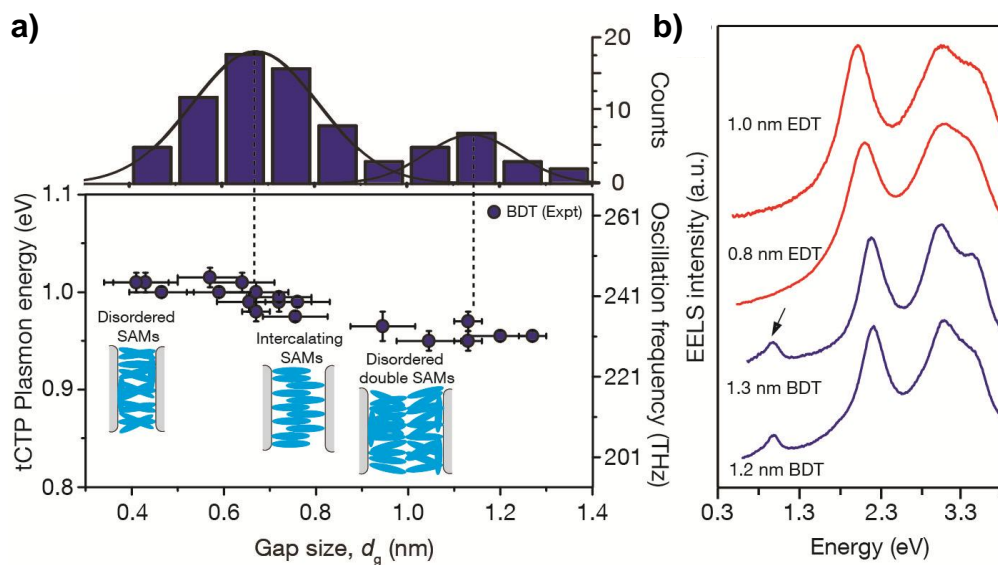 a)
20
10
0
Counts
1.1
1.0
0.9
0.8
tCTP Plasmon energy (eV)
BDT (Expt)
261
241
221
201
Oscillation frequency (THz)
Disordered
SAMs
Intercalating
SAMs
Disordered
double SAMs
0.4 0.6 0.8 1.0 1.2 1.4
Gap size, dg (nm)
b)
EELS intensity (a.u.)
1.0 nm EDT
0.8 nm EDT
1.3 nm BDT
1.2 nm BDT
0.3 1.3 2.3 3.3
Energy (eV)